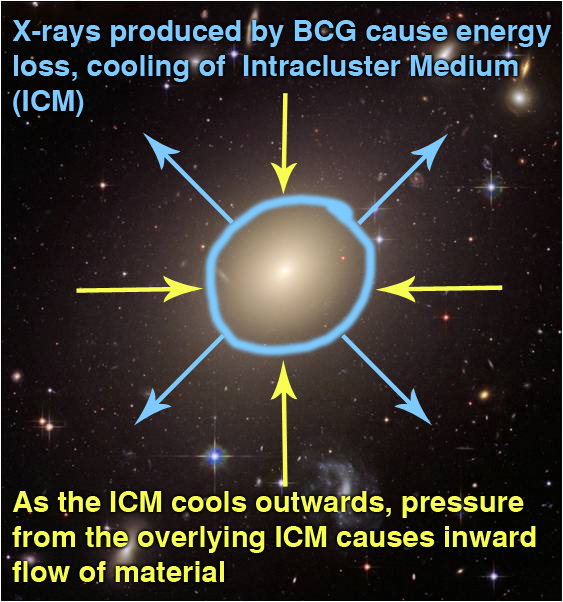 X-rays produced by BCG cause energy
loss, cooling of  Intracluster Medium
(ICM)
As the ICM cools outwards, pressure
from the overlying ICM causes inward
flow of material